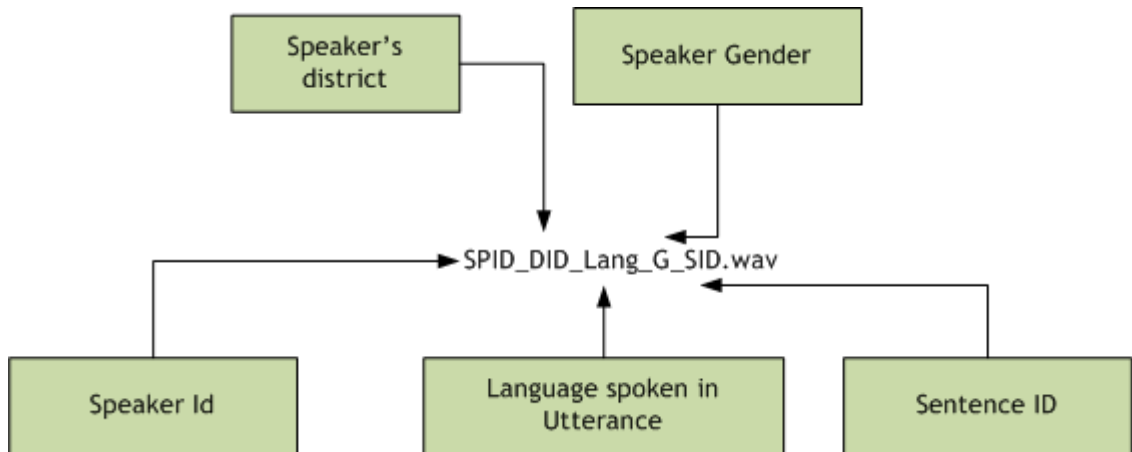 Speaker’s
district
Speaker Gender
SPID_DID_Lang_G_SID.wav
Speaker Id
Language spoken in
Utterance
Sentence ID